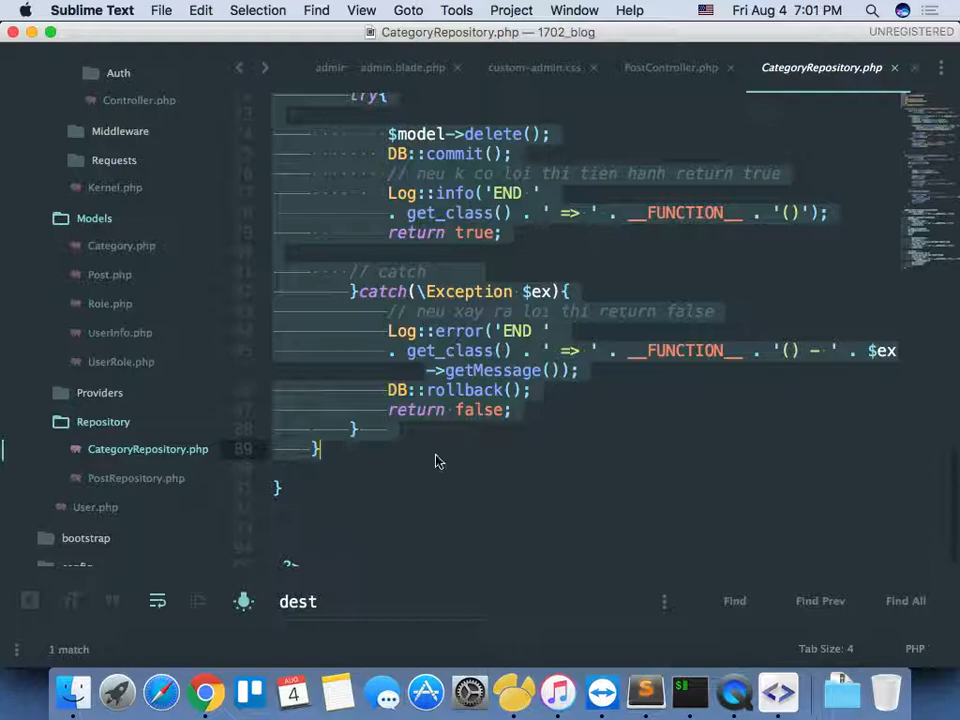 Sublime Text File Edit Selection Find View Goto Tools Project Window Help Fri Aug 4 7:01 PM
CategoryRepository.php — 1702_blog UNREGISTERED
admin admin.blade.php × custom-admin.css × PostController.php × CategoryRepository.php ×
Auth
Controller.php
Middleware
Requests
Kernel.php
Models
Category.php
Post.php
Role.php
UserInfo.php
UserRole.php
Providers
Repository
CategoryRepository.php
PostRepository.php
User.php
bootstrap
config
try{
$model->delete();
DB::commit();
// neu k co loi thi tien hanh return true
Log::info('END '
. get_class() . ' => ' . __FUNCTION__ . '()');
return true;
// catch
}catch(\Exception $ex){
// neu xay ra loi thi return false
Log::error('END '
. get_class() . ' => ' . __FUNCTION__ . '() - ' . $ex
->getMessage());
DB::rollback();
return false;
}
89 }
}
?>
dest Find Find Prev Find All
1 match Tab Size: 4 PHP
AUG
4